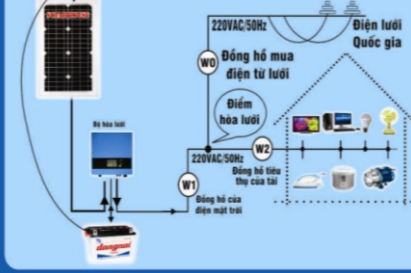 220VAC/50Hz
Điện lưới
Quốc gia
W0
Đồng hồ mua
điện từ lưới
Điểm
hòa lưới
Bộ hòa lưới
220VAC/50Hz
W2
Đồng hồ tiêu
thụ của tải
W1
Đồng hồ của
điện mặt trời
dongnai